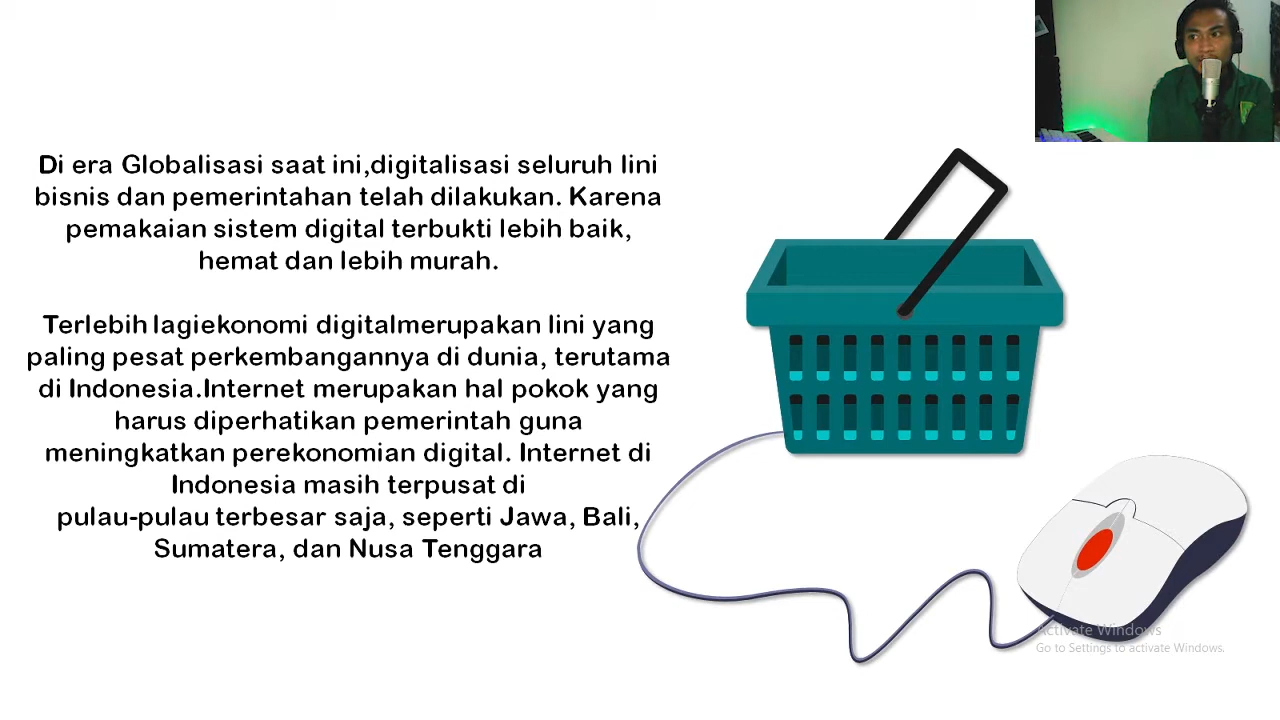 Di era Globalisasi saat ini,digitalisasi seluruh lini
bisnis dan pemerintahan telah dilakukan. Karena
pemakaian sistem digital terbukti lebih baik,
hemat dan lebih murah.
Terlebih lagiekonomi digitalmerupakan lini yang
paling pesat perkembangannya di dunia, terutama
di Indonesia.Internet merupakan hal pokok yang
harus diperhatikan pemerintah guna
meningkatkan perekonomian digital. Internet di
Indonesia masih terpusat di
pulau-pulau terbesar saja, seperti Jawa, Bali,
Sumatera, dan Nusa Tenggara
Activate Windows
Go to Settings to activate Windows.